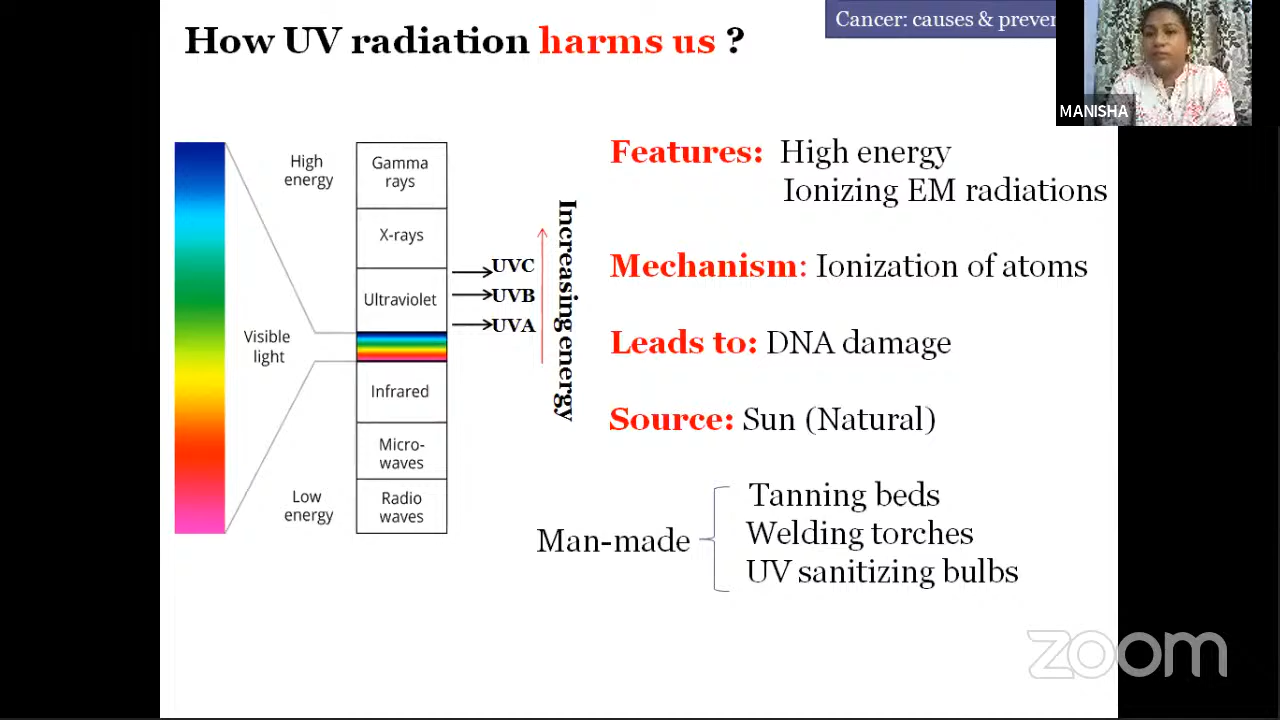 How UV radiation harms us ?
Cancer: causes & preven
MANISHA
High
energy
Visible
light
Low
energy
Gamma
rays
X-rays
Ultraviolet
Infrared
Micro-
waves
Radio
waves
UVC
UVB
UVA
Increasing energy
Features: High energy
Ionizing EM radiations
Mechanism: Ionization of atoms
Leads to: DNA damage
Source: Sun (Natural)
Man-made
Tanning beds
Welding torches
UV sanitizing bulbs
zoom